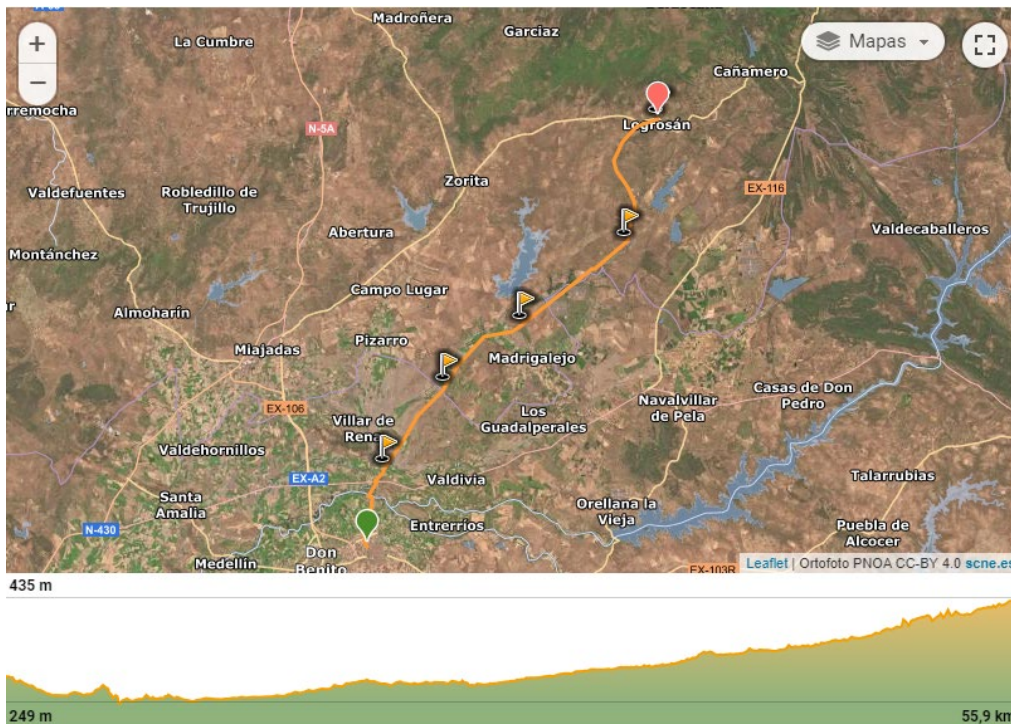 Madroñera
La Cumbre
Garciaz
+
−
Mapas
Cañamero
rremocha
N-5A
Logrosán
Zorita
EX-116
Valdefuentes
Robledillo de
Trujillo
Abertura
Valdecaballeros
Montánchez
Campo Lugar
Almoharín
Pizarro
Miajadas
Madrigalejo
Casas de Don
Pedro
EX-106
Navalvillar
de Pela
Los
Guadalperales
Villar de
Rena
Valdehornillos
EX-A2
Valdivia
Talarrubias
Santa
Amalia
Orellana la
Vieja
N-430
Entrerrios
Puebla de
Alcocer
Don
Benito
Medellín
EX-103R
Leaflet | Ortofoto PNOA CC-BY 4.0 scne.es
435 m
249 m
55,9 km